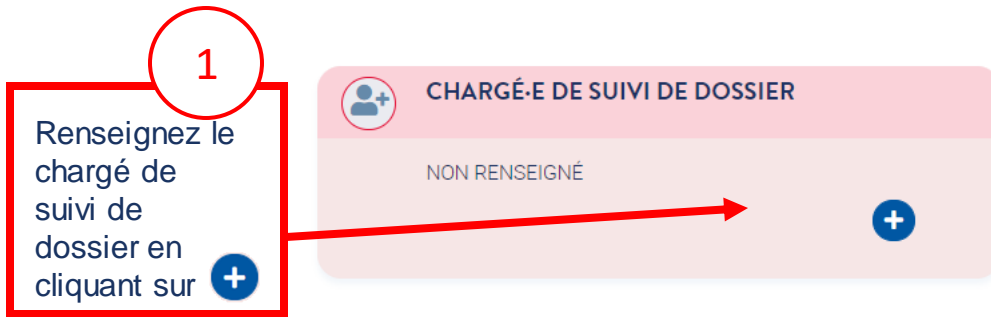 1
Renseignez le
chargé de
suivi de
dossier en
cliquant sur
CHARGÉ·E DE SUIVI DE DOSSIER
NON RENSEIGNÉ